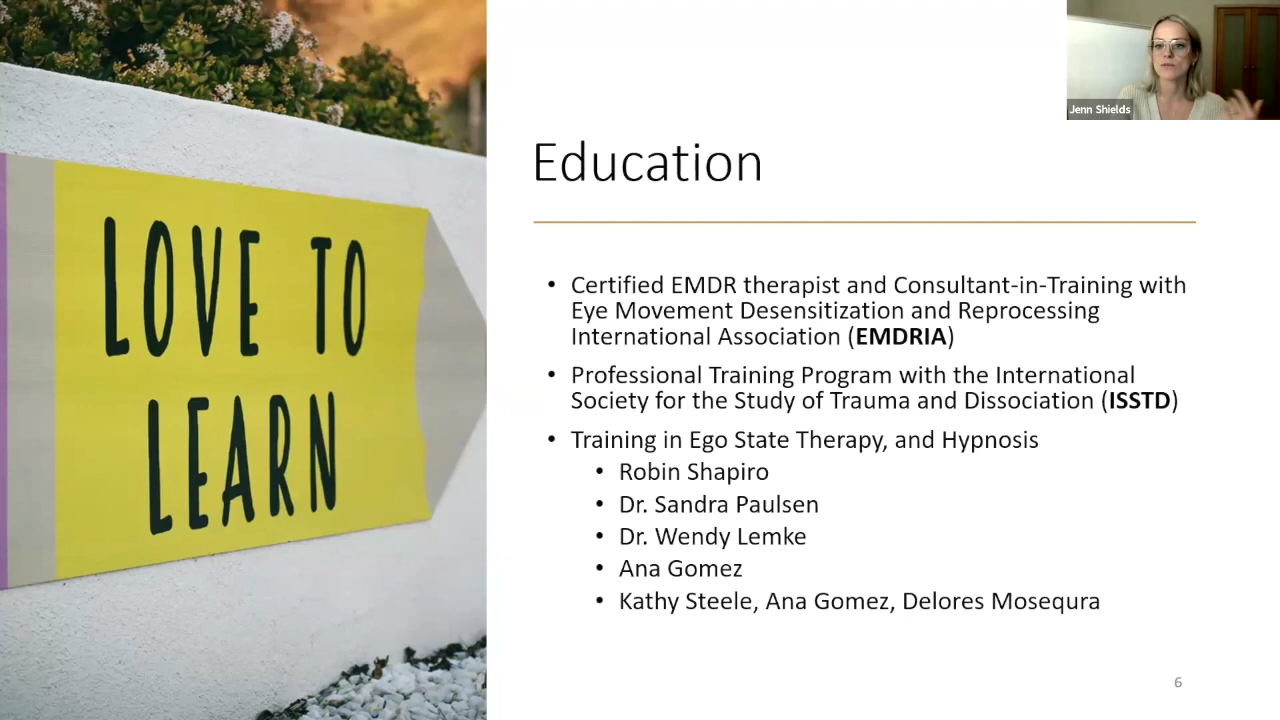 Jenn Shields
LOVE TO
LEARN
Education
• Certified EMDR therapist and Consultant-in-Training with
Eye Movement Desensitization and Reprocessing
International Association (EMDRIA)
• Professional Training Program with the International
Society for the Study of Trauma and Dissociation (ISSTD)
• Training in Ego State Therapy, and Hypnosis
• Robin Shapiro
• Dr. Sandra Paulsen
• Dr. Wendy Lemke
• Ana Gomez
• Kathy Steele, Ana Gomez, Delores Mosequra
6